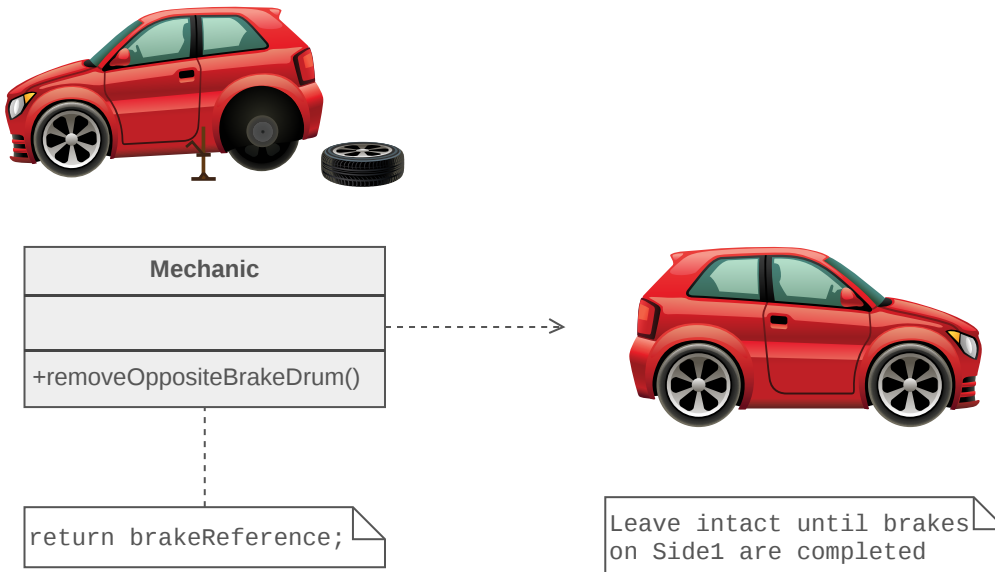 Mechanic
+removeOppositeBrakeDrum()
return brakeReference;
Leave intact until brakes
on Side1 are completed